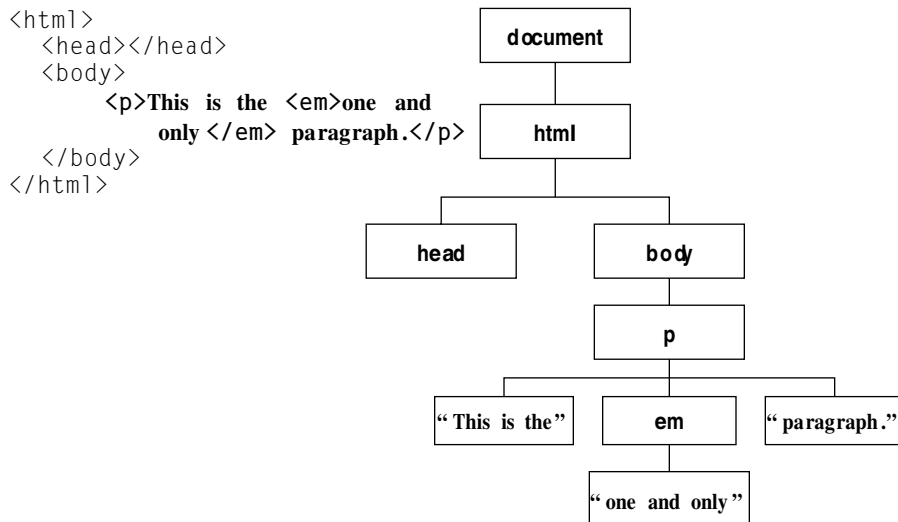 <html>
<head></head>
<body>
<p>This is the <em>one and
only </em> paragraph.</p>
</body>
</html>
document
html
head
body
p
“This is the”
em
“paragraph.”
“one and only”